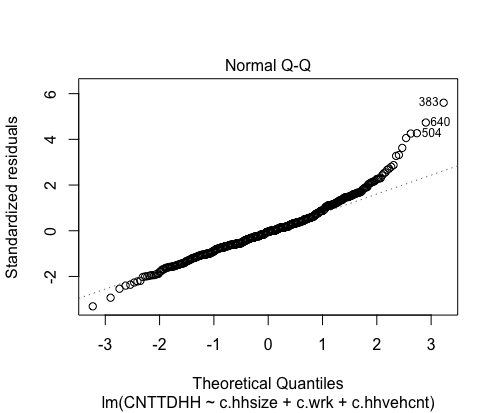 Normal Q-Q
Standardized residuals
6
4
2
0
-2
383
640
504
-3 -2 -1 0 1 2 3
Theoretical Quantiles
lm(CNTTDHH ~ c.hhsize + c.wrk + c.hhvehcnt)